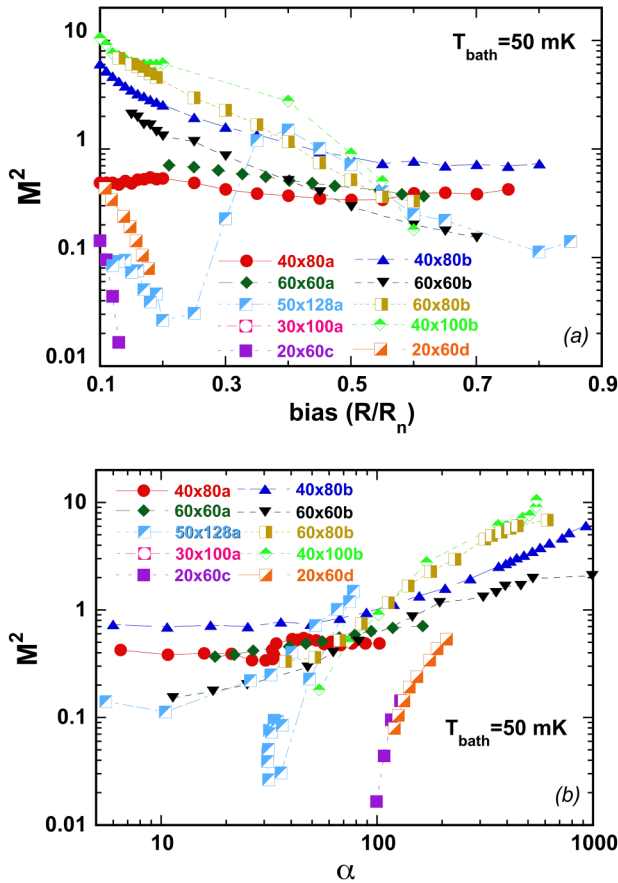 10
1
0.1
0.01
M²
T_bath=50 mK
40x80a 40x80b
60x60a 60x60b
50x128a 60x80b
30x100a 40x100b
20x60c 20x60d
(a)
0.1 0.3 0.5 0.7 0.9
bias (R/R_n)
10
1
0.1
0.01
M²
40x80a 40x80b
60x60a 60x60b
50x128a 60x80b
30x100a 40x100b
20x60c 20x60d
T_bath=50 mK
(b)
10 100 1000
α